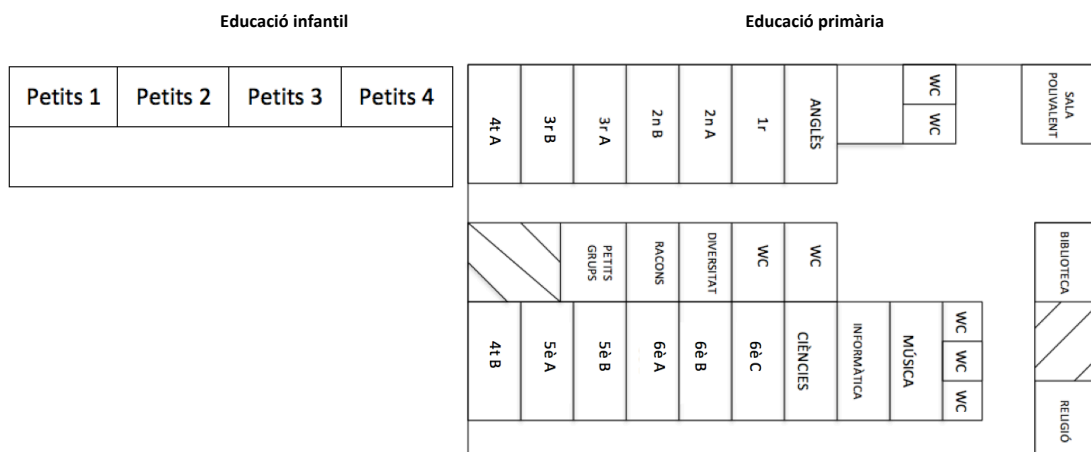 Educació infantil
Educació primària
Petits 1
Petits 2
Petits 3
Petits 4
4t A
3r B
3r A
2n B
2n A
1r
ANGLÈS
WC
WC
SALA
POLIVALENT
PETITS
GRUPS
RACONS
DIVERSITAT
WC
WC
BIBLIOTECA
4t B
5è A
5è B
6è A
6è B
6è C
CIÈNCIES
INFORMÀTICA
MÚSICA
WC
WC
WC
RELIGIÓ